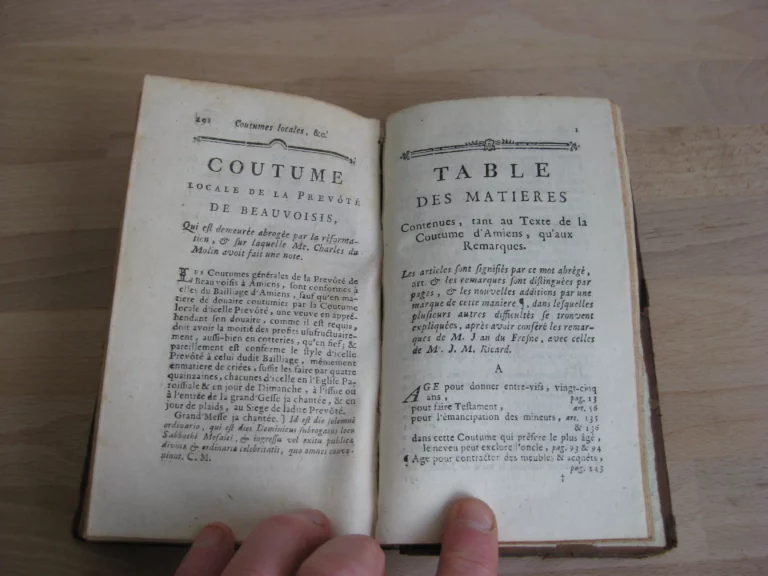 292 Coutumes locales, &c.
COUTUME
LOCALE DE LA PREVÔTÉ
DE BEAUVOISIS,
Qui est demeurée abrogée par la réforma-
tion, & sur laquelle Me. Charles du
Molin avoit fait une note.
LES Coutumes générales de la Prevôté de
Beauvoisis à Amiens, sont conformes à
celles du Bailliage d'Amiens, sauf qu'en ma-
tiere de douaire coutumier par la Coutume
locale d'icelle Prevôté, une veuve en appré-
hendant son douaire, comme il est requis,
doit avoir la moitié des profits usufructuaire-
ment, aussi-bien en cotteries, qu'en fief; &
pareillement est conforme le style d'icelle
Prevôté à celui dudit Bailliage, mêmement
en matiere de criées, suffit les faire par quatre
quatorzaines, chacunes d'icelle en l'Eglise Pa-
roissiale & en jour de Dimanche, à l'issue ou
à l'entrée de la grand'Messe ja chantée, & en
jour de plaids, au Siege de ladite Prevôté.
Grand'Messe ja chantée.] Id est die solemni
ordinario, qui est dies Dominicus subrogatus loco
Sabbathi Mosaici, & ingressu vel exitu publica
divina & ordinaria celebritatis, quo omnes conve-
niunt. C. M.
1
TABLE
DES MATIERES
Contenues, tant au Texte de la
Coutume d'Amiens, qu'aux
Remarques.
Les articles sont signifiés par ce mot abrégé,
art. & les remarques sont distinguées par
pages, & les nouvelles additions par une
marque de cette maniere ¶, dans lesquelles
plusieurs autres difficultés se trouvent
expliquées, après avoir conféré les remar-
ques de M. J an du Fresne, avec celles
de Me. J. M. Ricard.
A
AGE pour donner entre-vifs, vingt-cinq
ans, pag. 23
pour faire Testament, art. 56
pour l'émancipation des mineurs, art. 135
& 136
dans cette Coutume qui préfere le plus âgé,
le neveu peut exclore l'oncle, pag. 93 & 94
¶ Age pour contracter des meubles & acquêts,
pag. 243
†